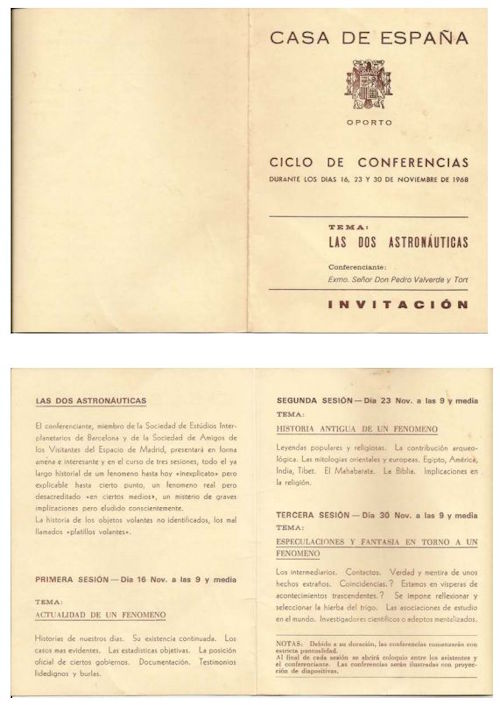 CASA DE ESPAÑA
OPORTO
CICLO DE CONFERENCIAS
DURANTE LOS DIAS 16, 23 Y 30 DE NOVIEMBRE DE 1968
TEMA:
LAS DOS ASTRONÁUTICAS
Conferenciante:
Exmo. Señor Don Pedro Valverde y Tort
INVITACIÓN
LAS DOS ASTRONÁUTICAS
El conferenciante, miembro de la Sociedad de Estúdios Inter-
planetarios de Barcelona y de la Sociedad de Amigos de
los Visitantes del Espacio de Madrid, presentará en forma
amena e interesante y en el curso de tres sesiones, todo el ya
largo historial de un fenomeno hasta hoy «inexplicato» pero
explicable hasta cierto punto, un fenomeno real pero
desacreditado «en ciertos medios», un misterio de graves
implicaciones pero eludido conscientemente.
La historia de los objetos volantes no identificados, los mal
llamados «platillos volantes».
PRIMERA SESIÓN — Dia 16 Nov. a las 9 y media
TEMA:
ACTUALIDAD DE UN FENOMENO
Historias de nuestros dias. Su existencia continuada. Los
casos mas evidentes. Las estadisticas objetivas. La posición
oficial de ciertos gobiernos. Documentación. Testimonios
fidedignos y burlas.
SEGUNDA SESIÓN — Dia 23 Nov. a las 9 y media
TEMA:
HISTORIA ANTIGUA DE UN FENOMENO
Leyendas populares y religiosas. La contribución arqueo-
lógica. Las mitologias orientales y europeas. Egipto, América,
India, Tibet. El Mahabarata. La Biblia. Implicaciones en
la religión.
TERCERA SESIÓN — Dia 30 Nov. a las 9 y media
TEMA:
ESPECULACIONES Y FANTASIA EN TORNO A UN
FENOMENO
Los intermediarios. Contactos. Verdad y mentira de unos
hechos extraños. Coincidencias.? Estamos en visperas de
acontecimientos trascendentes.? Se impone reflexionar y
seleccionar la hierba del trigo. Las asociaciones de estudio
en el mundo. Investigadores cientificos o adeptos mentalizados.
NOTAS: Debido a su duración, las conferencias comenzarán con
estricta puntualidad.
Al final de cada sesión se abrirá coloquio entre los asistentes y
el conferenciante. Las conferencias serán ilustradas con proyec-
ción de diapositivas.